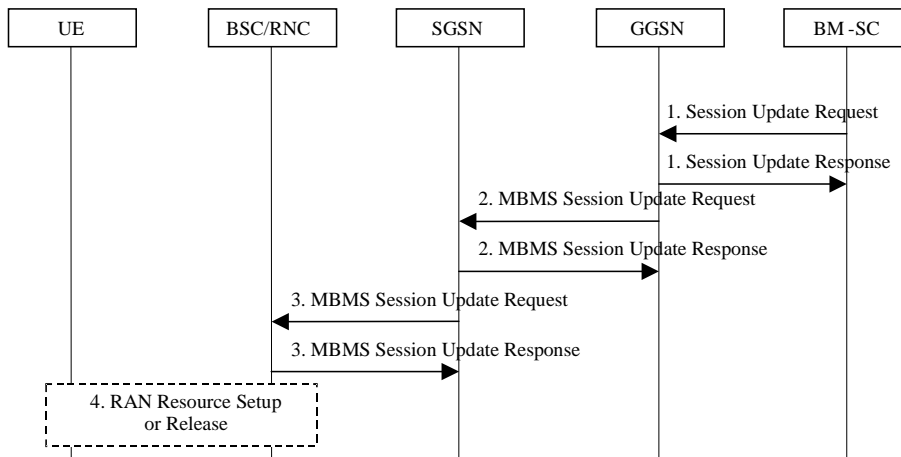 UE
BSC/RNC
SGSN
GGSN
BM -SC
1. Session Update Request
1. Session Update Response
2. MBMS Session Update Request
2. MBMS Session Update Response
3. MBMS Session Update Request
3. MBMS Session Update Response
4. RAN Resource Setup
or Release